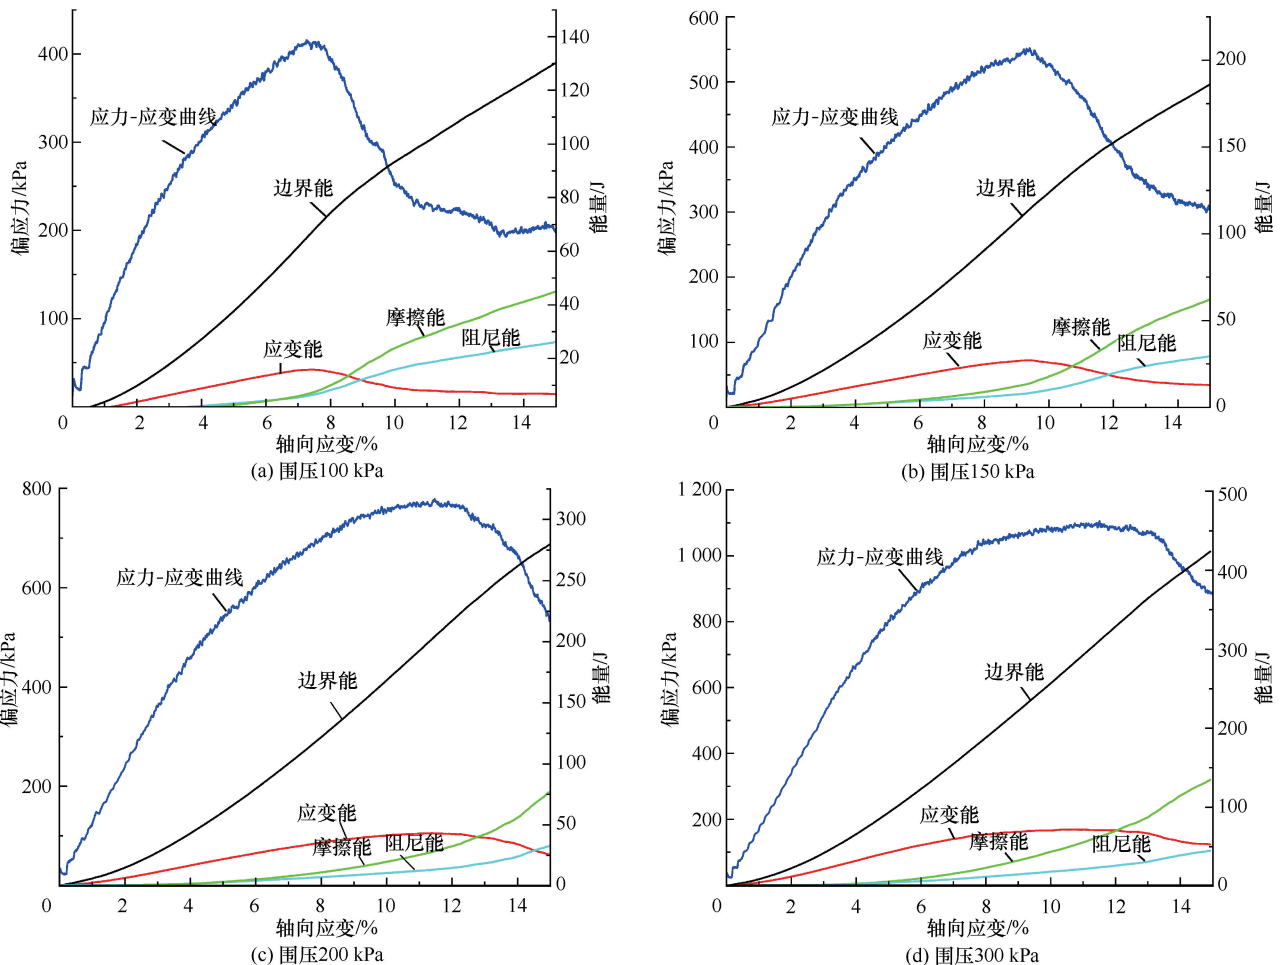 400
300
200
100
0
2
4
6
8
10
12
14
140
120
100
80
60
40
20
偏应力/kPa
能量/J
应力-应变曲线
边界能
摩擦能
阻尼能
应变能
轴向应变/%
(a) 围压100 kPa
600
500
400
300
200
100
0
2
4
6
8
10
12
14
200
150
100
50
0
偏应力/kPa
能量/J
应力-应变曲线
边界能
摩擦能
阻尼能
应变能
轴向应变/%
(b) 围压150 kPa
800
600
400
200
0
2
4
6
8
10
12
14
300
250
200
150
100
50
0
偏应力/kPa
能量/J
应力-应变曲线
边界能
应变能
摩擦能
阻尼能
轴向应变/%
(c) 围压200 kPa
1 200
1 000
800
600
400
200
0
2
4
6
8
10
12
14
500
400
300
200
100
0
偏应力/kPa
能量/J
应力-应变曲线
边界能
应变能
摩擦能
阻尼能
轴向应变/%
(d) 围压300 kPa